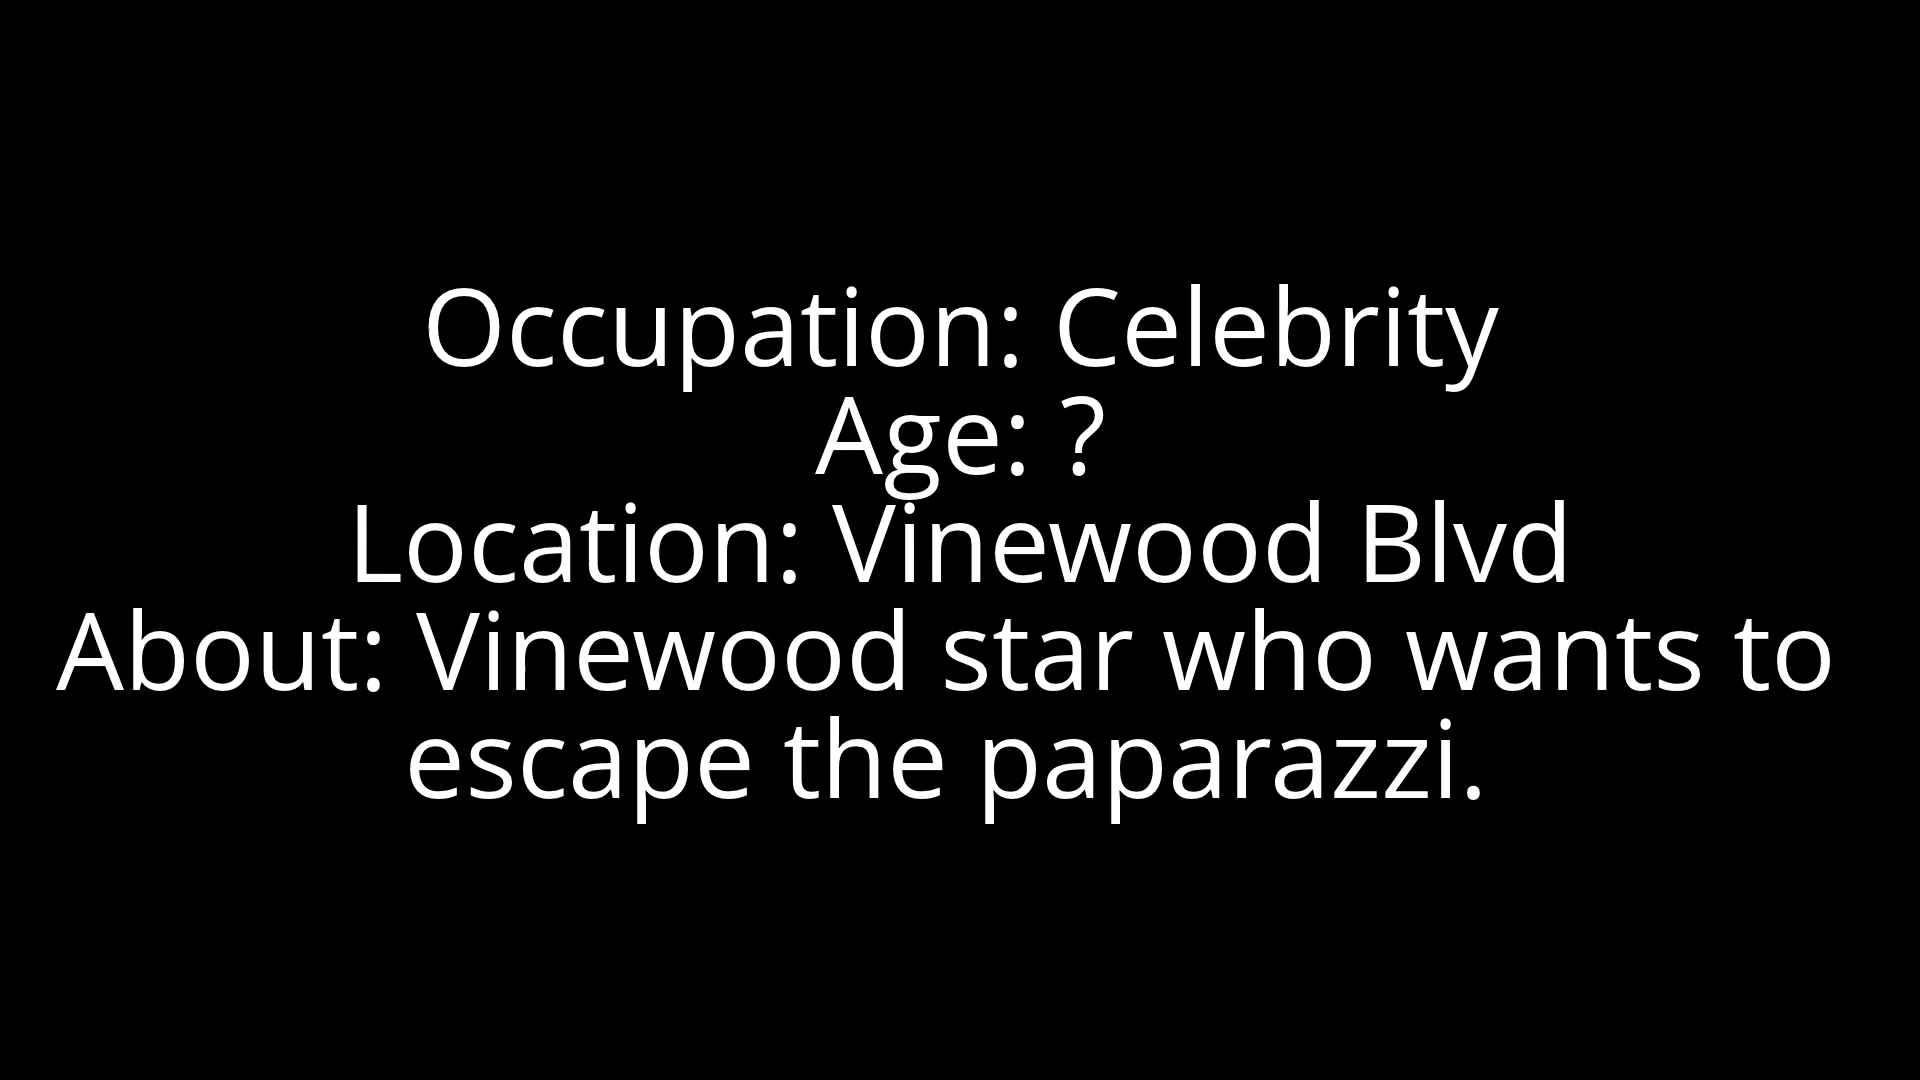 Occupation: Celebrity
Age: ?
Location: Vinewood Blvd
About: Vinewood star who wants to
escape the paparazzi.